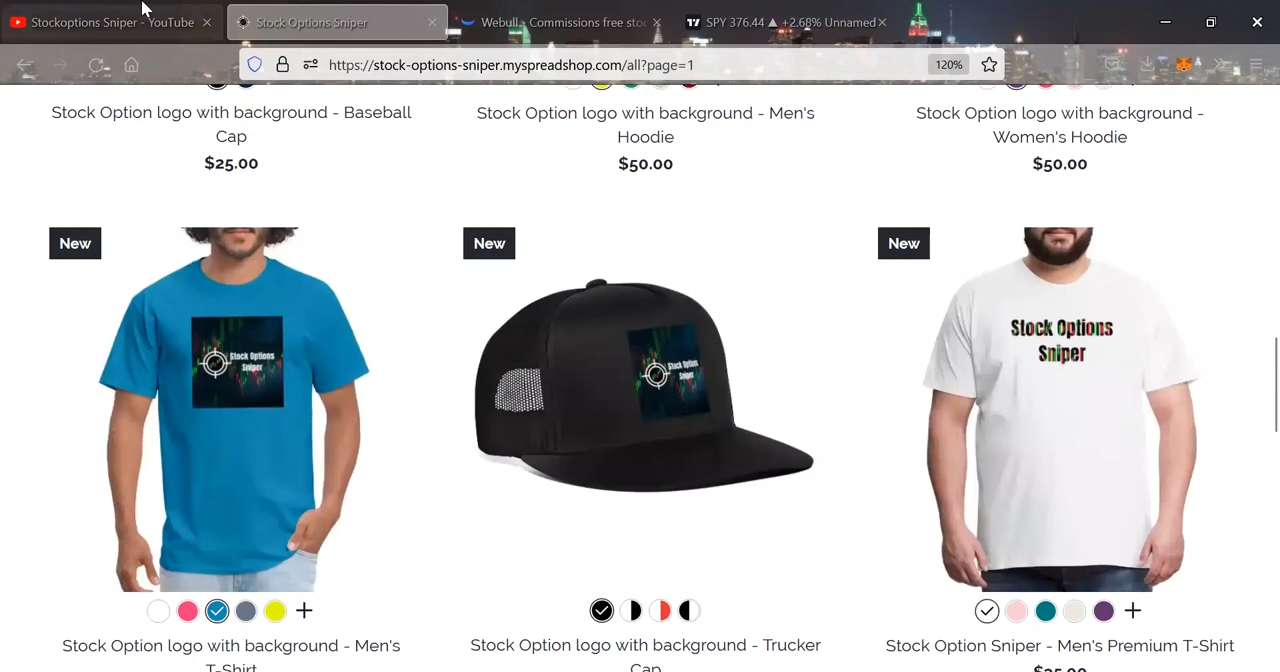 Stockoptions Sniper - YouTube
Stock Options Sniper
Webull - Commissions free stoc
SPY 376.44 ▲ +2.68% Unnamed
https://stock-options-sniper.myspreadshop.com/all?page=1
120%
Stock Option logo with background - Baseball
Cap
$25.00
Stock Option logo with background - Men's
Hoodie
$50.00
Stock Option logo with background -
Women's Hoodie
$50.00
New
Stock Options
Sniper
New
Stock Options
Sniper
New
Stock Options
Sniper
Stock Option logo with background - Men's
T-Shirt
Stock Option logo with background - Trucker
Cap
Stock Option Sniper - Men's Premium T-Shirt
$35.00